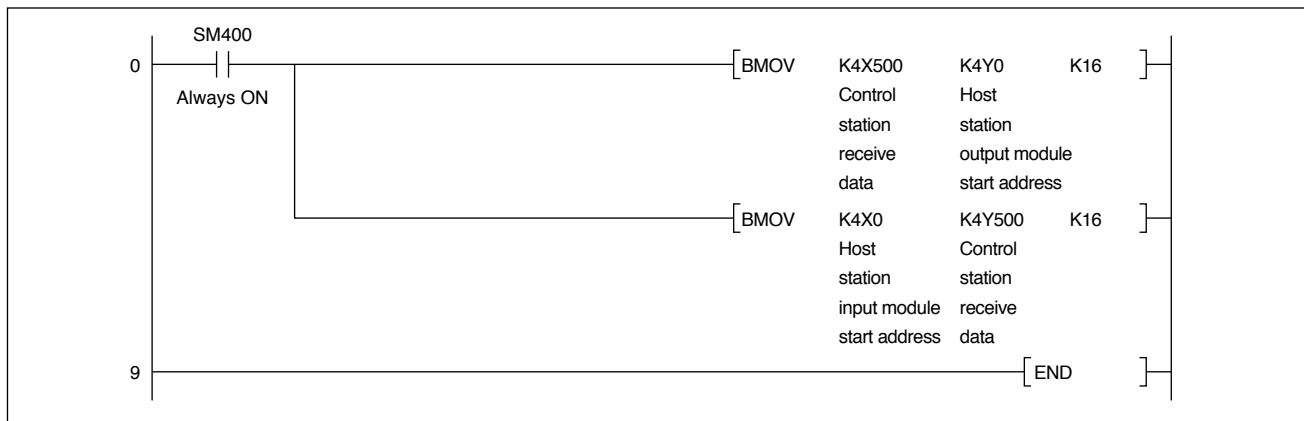 SM400
0
BMOV K4X500 K4Y0 K16
Always ON
Control Host
station station
receive output module
data start address
BMOV K4X0 K4Y500 K16
Host Control
station station
input module receive
start address data
9
END